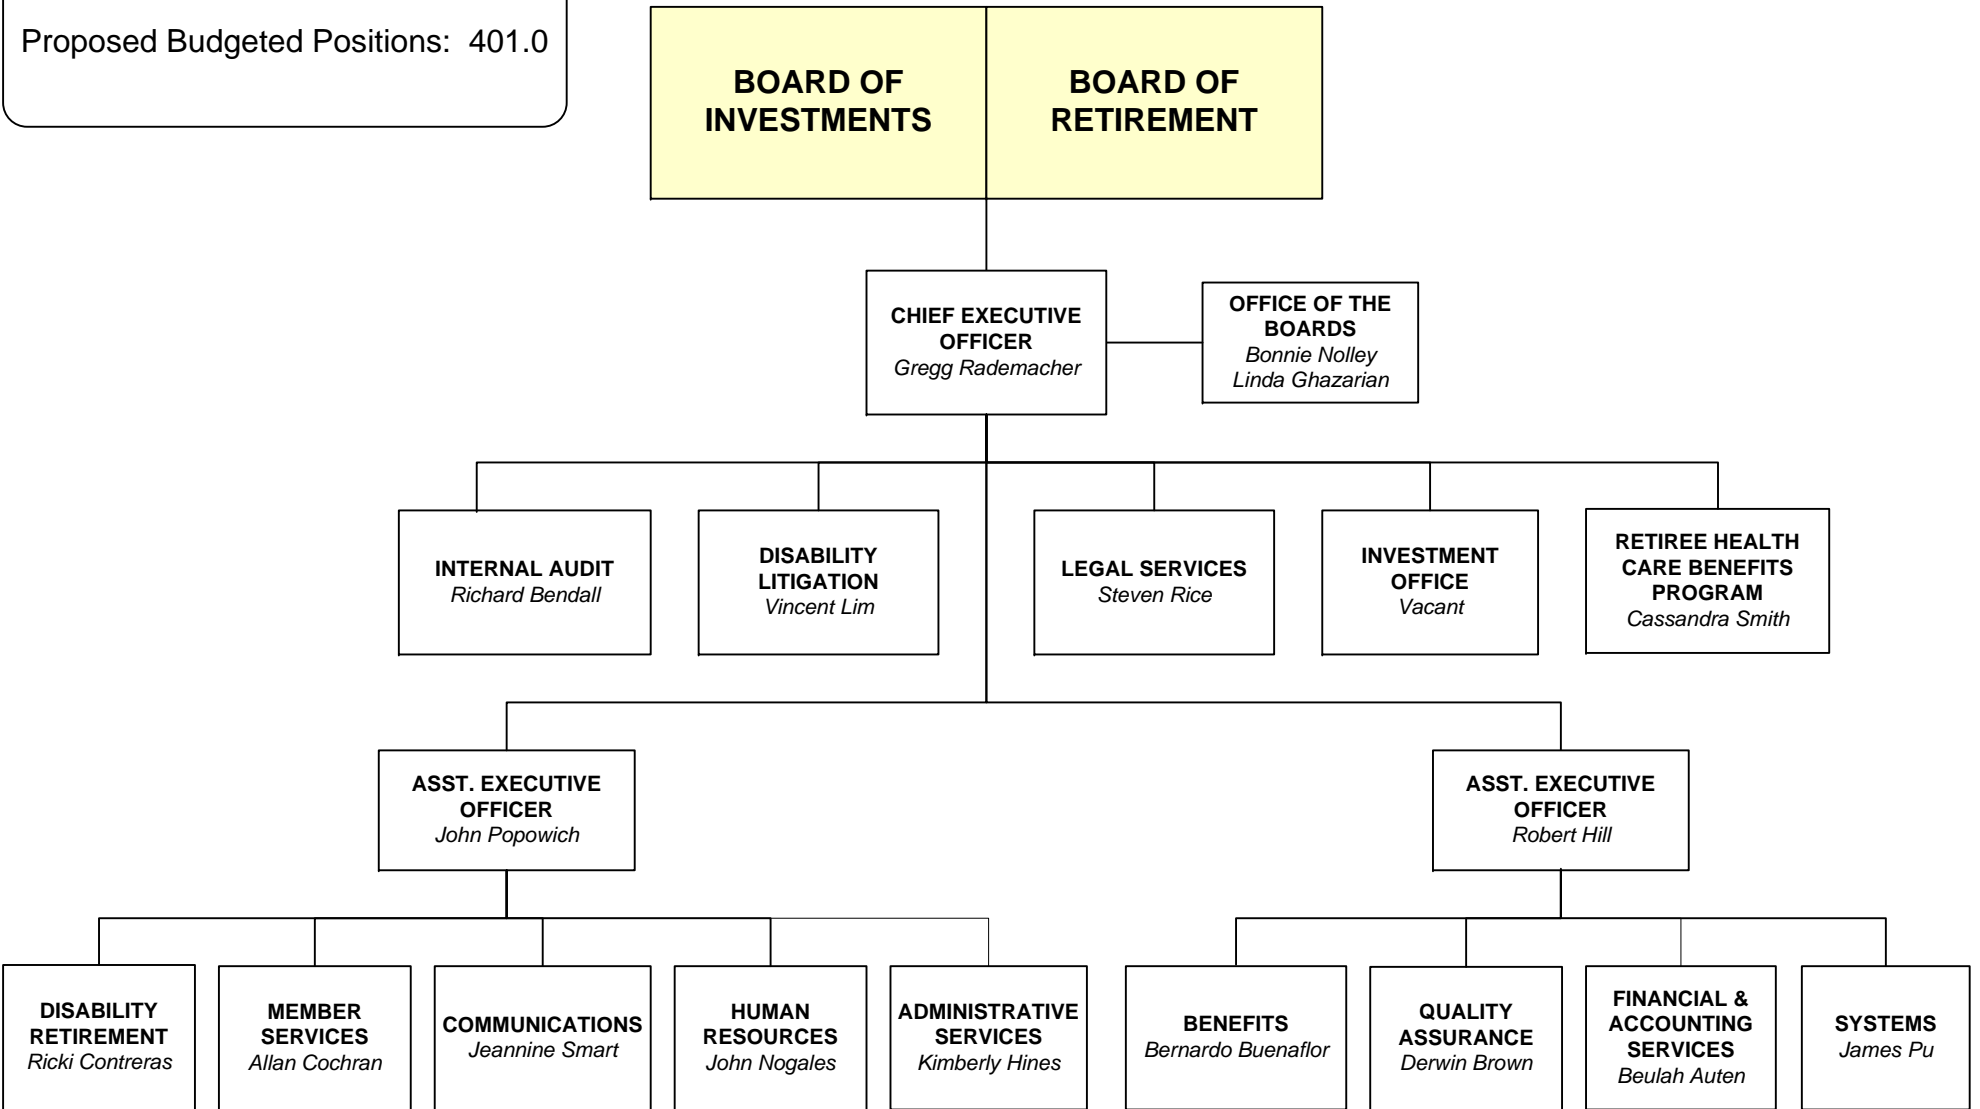 Proposed Budgeted Positions: 401.0
BOARD OF
INVESTMENTS
BOARD OF
RETIREMENT
CHIEF EXECUTIVE
OFFICER
Gregg Rademacher
OFFICE OF THE
BOARDS
Bonnie Nolley
Linda Ghazarian
INTERNAL AUDIT
Richard Bendall
DISABILITY
LITIGATION
Vincent Lim
LEGAL SERVICES
Steven Rice
INVESTMENT
OFFICE
Vacant
RETIREE HEALTH
CARE BENEFITS
PROGRAM
Cassandra Smith
ASST. EXECUTIVE
OFFICER
John Popowich
ASST. EXECUTIVE
OFFICER
Robert Hill
DISABILITY
RETIREMENT
Ricki Contreras
MEMBER
SERVICES
Allan Cochran
COMMUNICATIONS
Jeannine Smart
HUMAN
RESOURCES
John Nogales
ADMINISTRATIVE
SERVICES
Kimberly Hines
BENEFITS
Bernardo Buenaflor
QUALITY
ASSURANCE
Derwin Brown
FINANCIAL &
ACCOUNTING
SERVICES
Beulah Auten
SYSTEMS
James Pu